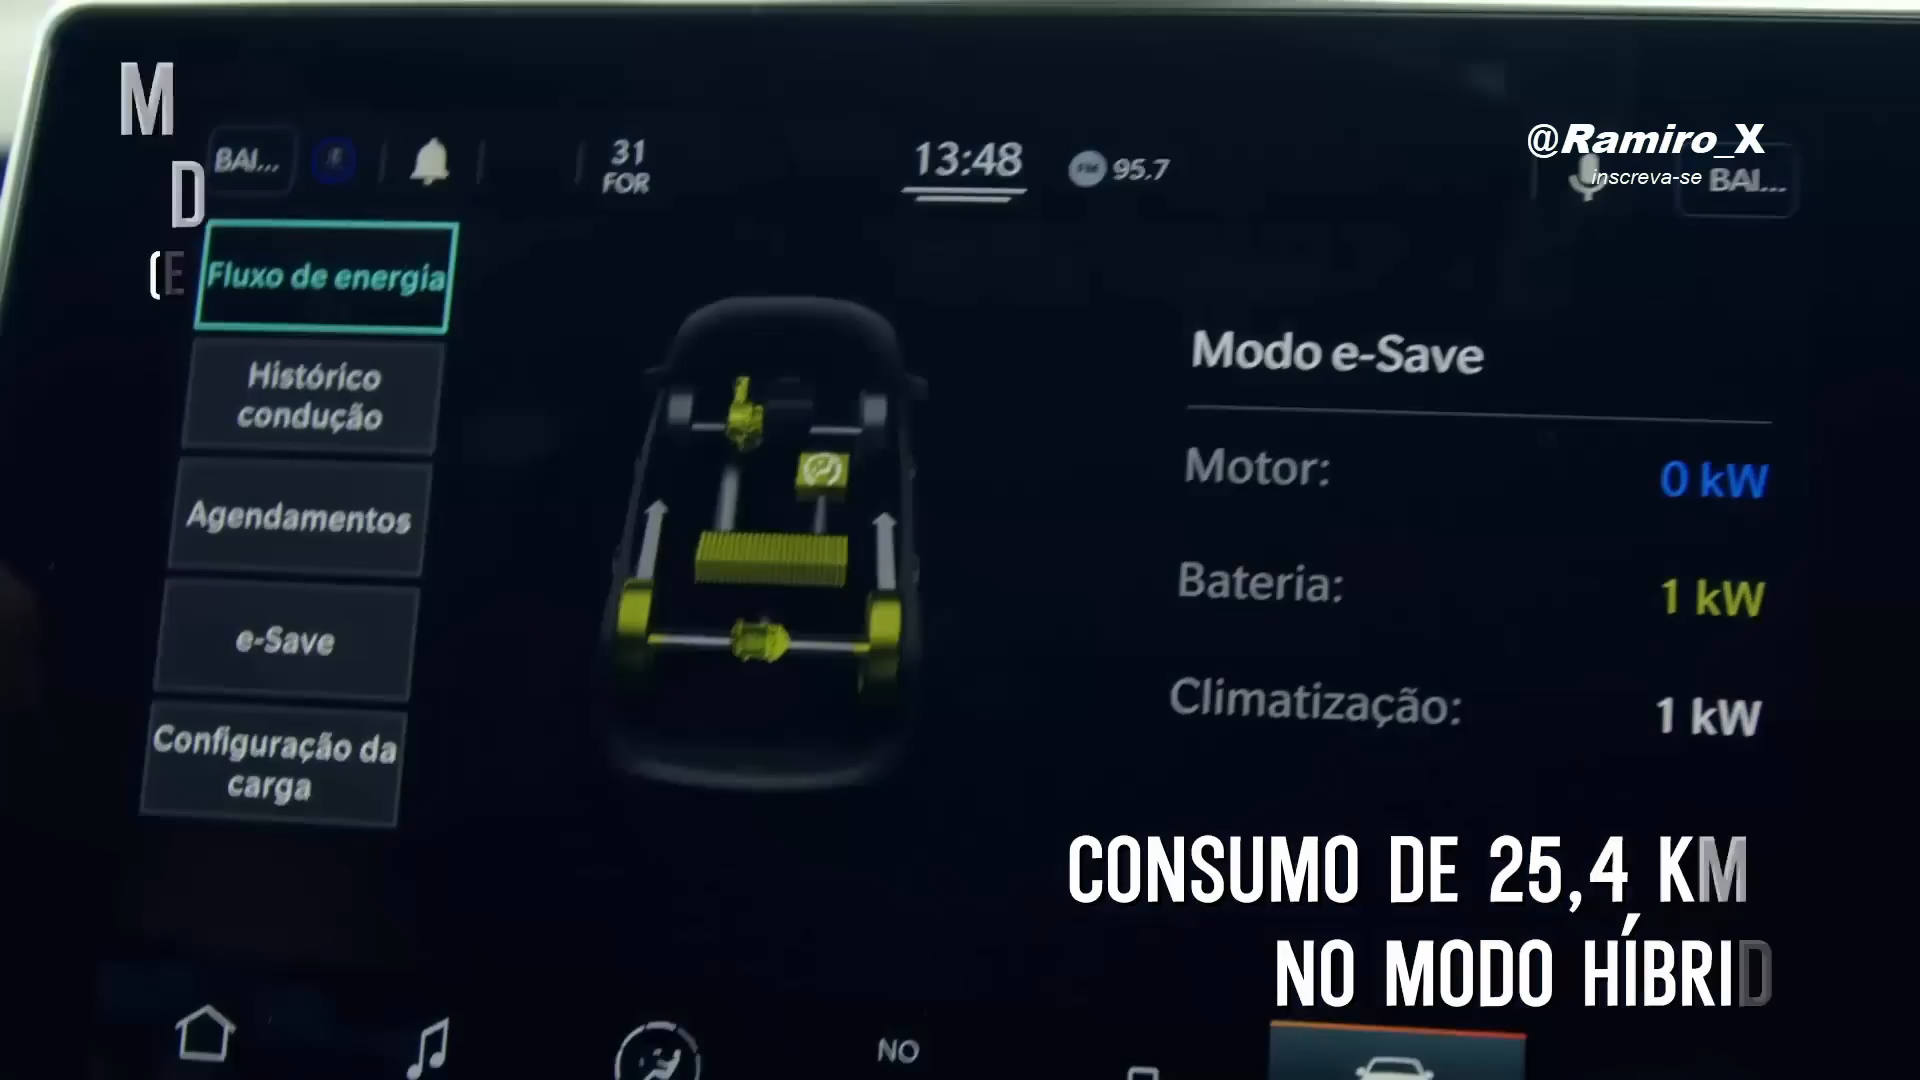 M
D
E
@Ramiro_X
inscreva-se
BAI...
31
FOR
13:48
FM 95.7
BAI...
Fluxo de energia
Histórico
condução
Agendamentos
e-Save
Configuração da
carga
Modo e-Save
Motor: 0 kW
Bateria: 1 kW
Climatização: 1 kW
CONSUMO DE 25,4 KM
NO MODO HÍBRID
NO